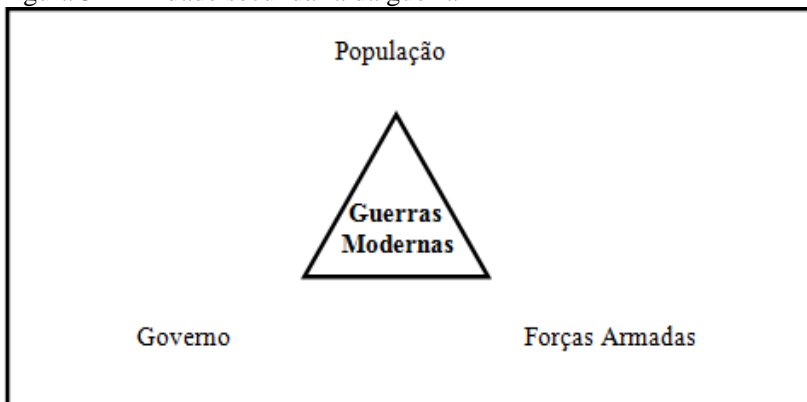 População
Guerras
Modernas
Governo
Forças Armadas